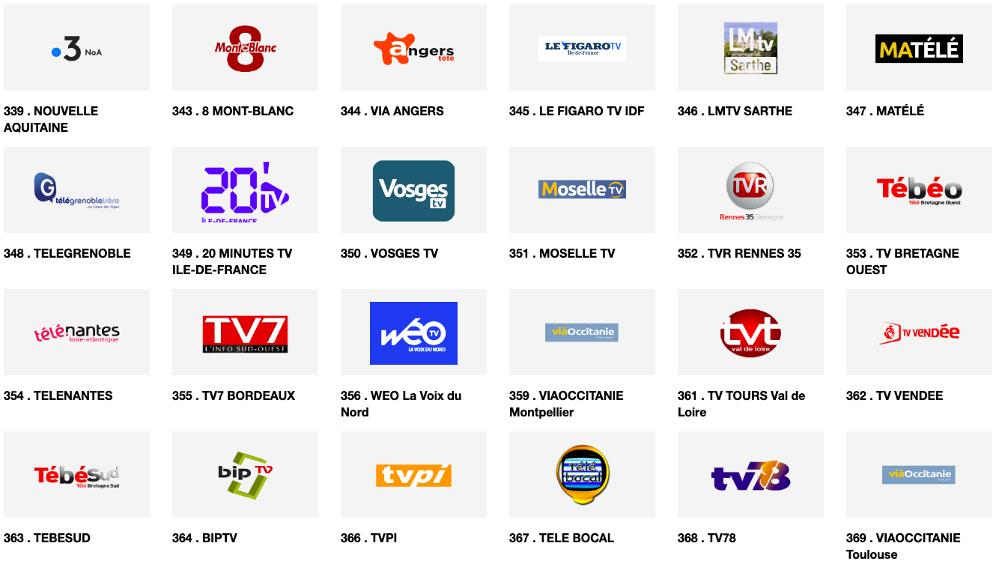 3 NoA
8
Mont-Blanc
angers
télé
LE FIGARO TV
Île-de-France
LMtv
Sarthe
MATÉLÉ
339 . NOUVELLE
AQUITAINE
343 . 8 MONT-BLANC
344 . VIA ANGERS
345 . LE FIGARO TV IDF
346 . LMTV SARTHE
347 . MATÉLÉ
G
télégrenobleisère
...au Coeur des Alpes
20'
TV
ÎLE-DE-FRANCE
Vosges
tv
Moselle TV
TVR
Rennes 35 Bretagne
Tébéo
Télé Bretagne Ouest
348 . TELEGRENOBLE
349 . 20 MINUTES TV
ILE-DE-FRANCE
350 . VOSGES TV
351 . MOSELLE TV
352 . TVR RENNES 35
353 . TV BRETAGNE
OUEST
télénantes
loire-atlantique
TV7
L'INFO SUD-OUEST
wéo TV
LA VOIX DU NORD
viàOccitanie
tvt
val de loire
TV VENDÉE
354 . TELENANTES
355 . TV7 BORDEAUX
356 . WEO La Voix du
Nord
359 . VIAOCCITANIE
Montpellier
361 . TV TOURS Val de
Loire
362 . TV VENDEE
TébéSud
Télé Bretagne Sud
bip TV
tvpi
télé
bocal
tv78
viàOccitanie
363 . TEBESUD
364 . BIPTV
366 . TVPI
367 . TELE BOCAL
368 . TV78
369 . VIAOCCITANIE
Toulouse